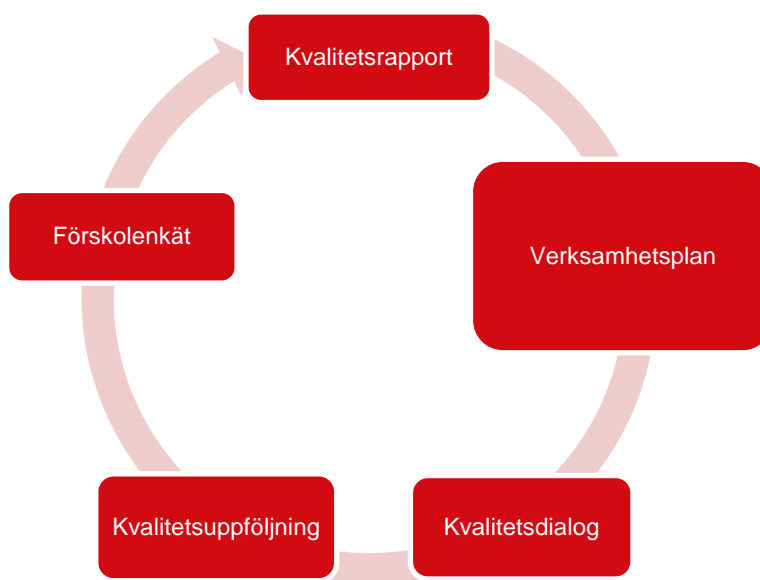 Kvalitetsrapport
Verksamhetsplan
Kvalitetsdialog
Kvalitetsuppföljning
Förskolenkät